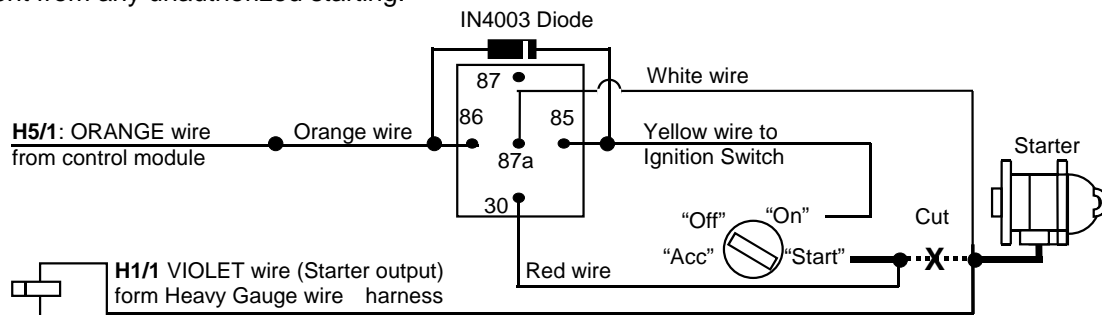 ent from any unauthorized starting.
IN4003 Diode
87
White wire
86
85
H5/1: ORANGE wire
from control module
Orange wire
87a
Yellow wire to
Ignition Switch
Starter
30
“Off”
“On”
Cut
“Acc”
“Start”
X
H1/1 VIOLET wire (Starter output)
form Heavy Gauge wire harness
Red wire